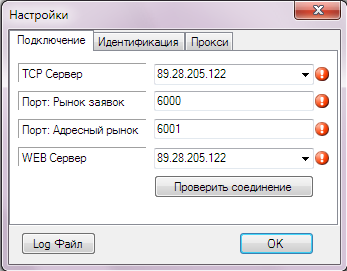 Настройки
Подключение Идентификация Прокси
TCP Сервер 89.28.205.122
Порт: Рынок заявок 6000
Порт: Адресный рынок 6001
WEB Сервер 89.28.205.122
Проверить соединение
Log Файл OK